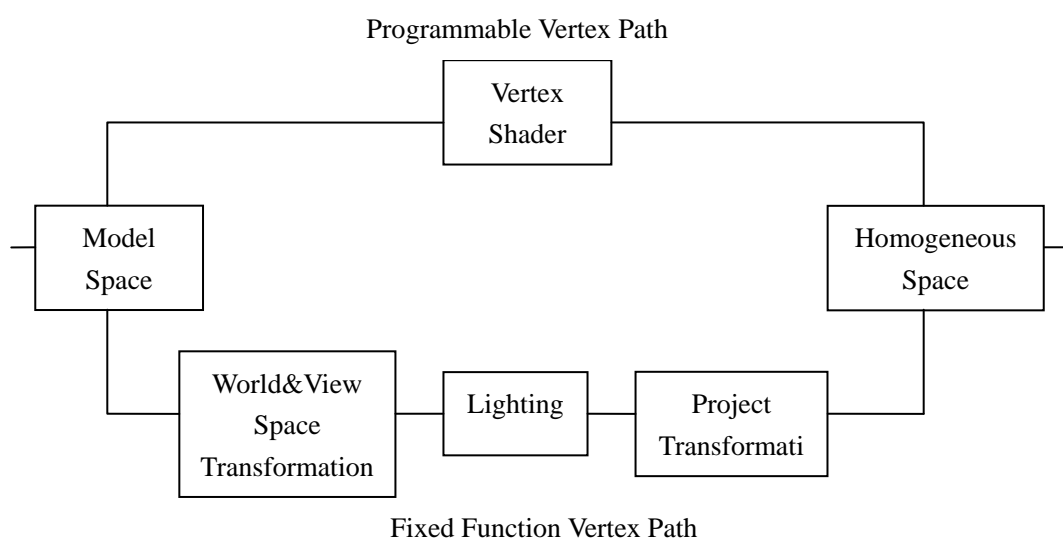 Programmable Vertex Path
Vertex
Shader
Model
Space
Homogeneous
Space
World&View
Space
Transformation
Lighting
Project
Transformati
Fixed Function Vertex Path